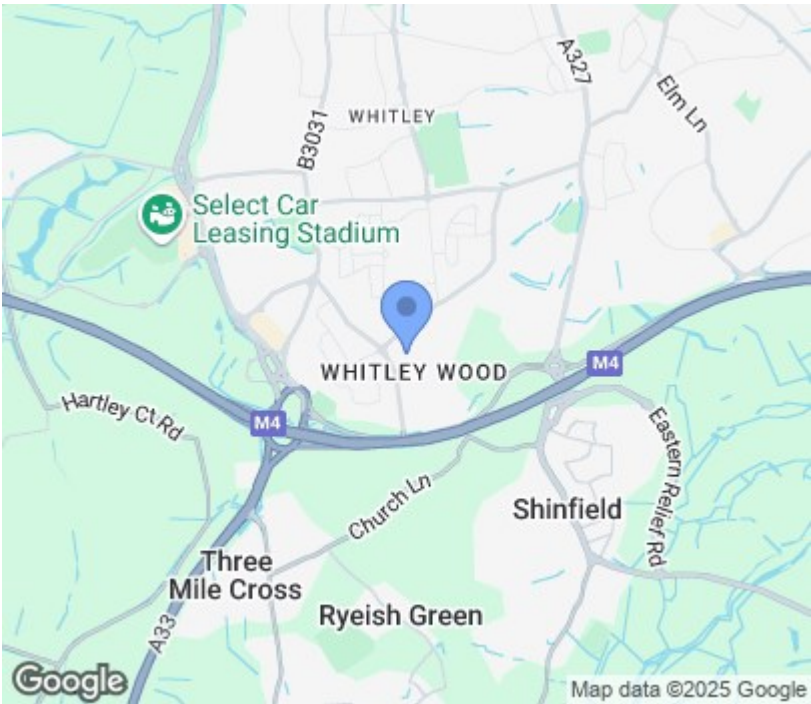 A327
Elm Ln
WHITLEY
B3031
Select Car
Leasing Stadium
WHITLEY WOOD
M4
Hartley Ct Rd
M4
Eastern Relief Rd
Church Ln
Shinfield
Three
Mile Cross
Ryeish Green
A33
Google
Map data ©2025 Google